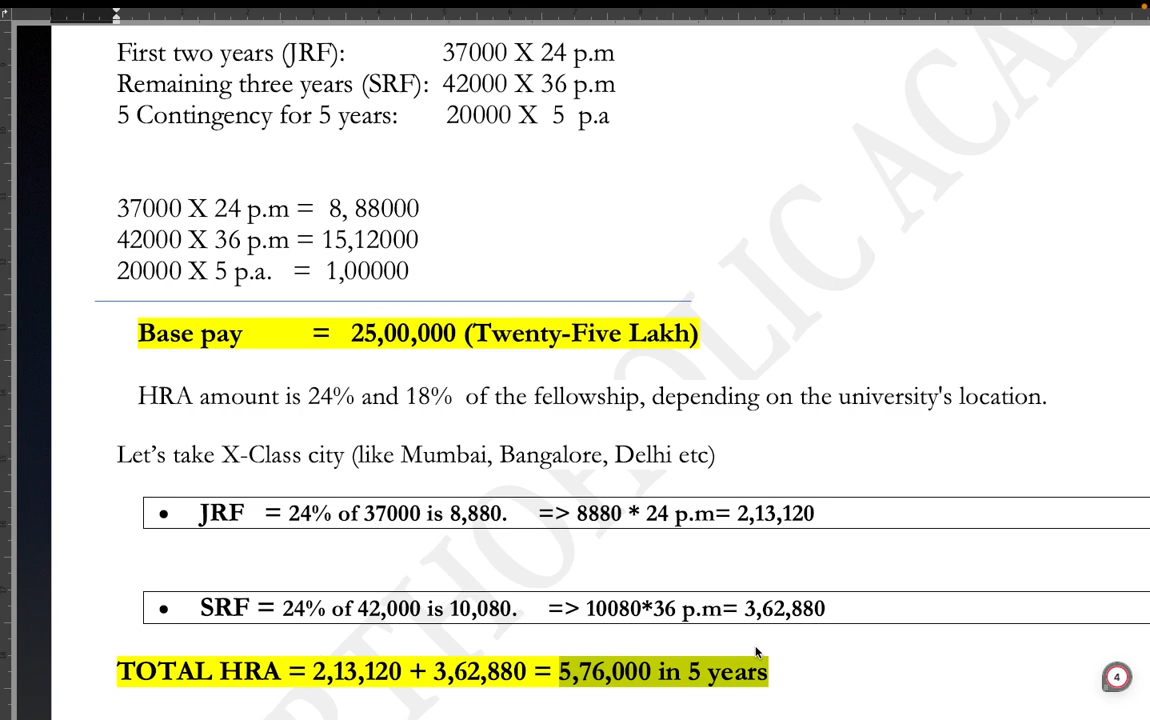 First two years (JRF): 37000 X 24 p.m
Remaining three years (SRF): 42000 X 36 p.m
5 Contingency for 5 years: 20000 X 5 p.a
37000 X 24 p.m = 8, 88000
42000 X 36 p.m = 15,12000
20000 X 5 p.a. = 1,00000
Base pay = 25,00,000 (Twenty-Five Lakh)
HRA amount is 24% and 18% of the fellowship, depending on the university's location.
Let’s take X-Class city (like Mumbai, Bangalore, Delhi etc)
• JRF = 24% of 37000 is 8,880. => 8880 * 24 p.m= 2,13,120
• SRF = 24% of 42,000 is 10,080. => 10080*36 p.m= 3,62,880
TOTAL HRA = 2,13,120 + 3,62,880 = 5,76,000 in 5 years
4